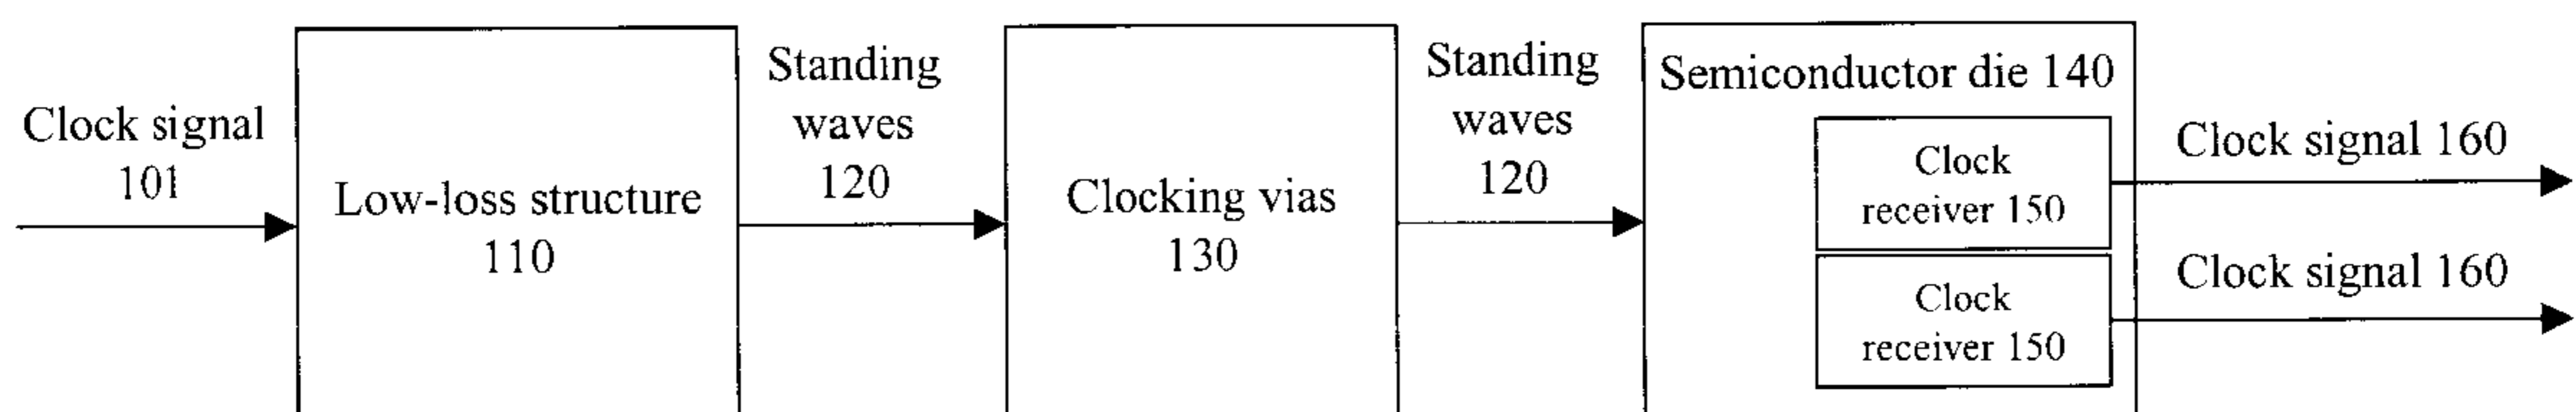 Clock signal
101
Low-loss structure
110
Standing
waves
120
Clocking vias
130
Standing
waves
120
Semiconductor die 140
Clock
receiver 150
Clock signal 160
Clock
receiver 150
Clock signal 160